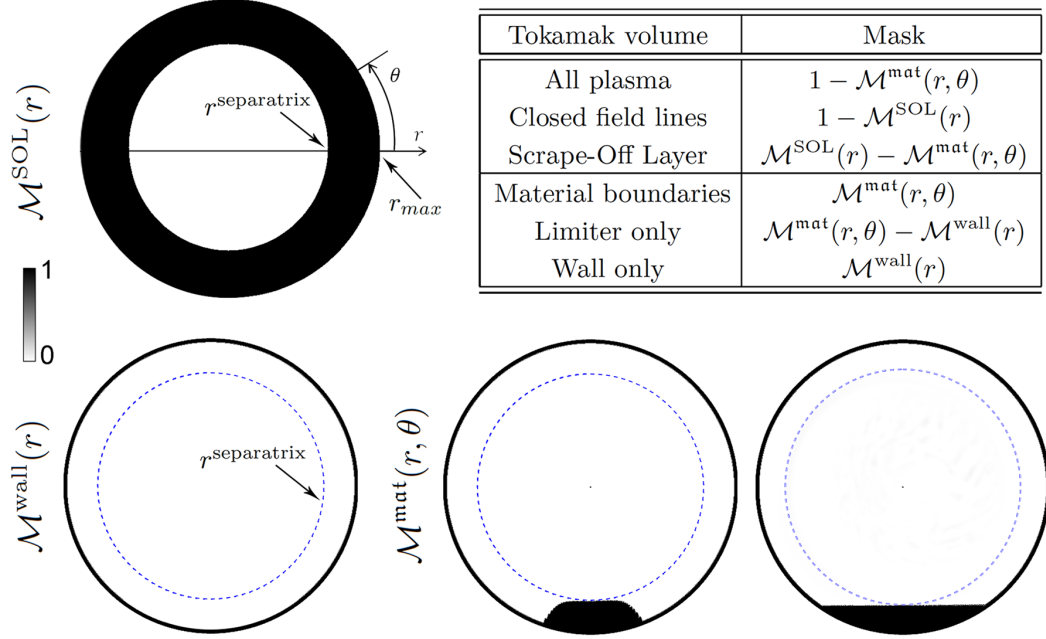 𝓜^SOL(r)
θ
r^separatrix
r
r_max
1
0
Tokamak volume Mask
All plasma 1 − 𝓜^𝔪𝔞𝔱(r, θ)
Closed field lines 1 − 𝓜^SOL(r)
Scrape-Off Layer 𝓜^SOL(r) − 𝓜^𝔪𝔞𝔱(r, θ)
Material boundaries 𝓜^𝔪𝔞𝔱(r, θ)
Limiter only 𝓜^𝔪𝔞𝔱(r, θ) − 𝓜^wall(r)
Wall only 𝓜^wall(r)
𝓜^wall(r)
r^separatrix
𝓜^𝔪𝔞𝔱(r, θ)